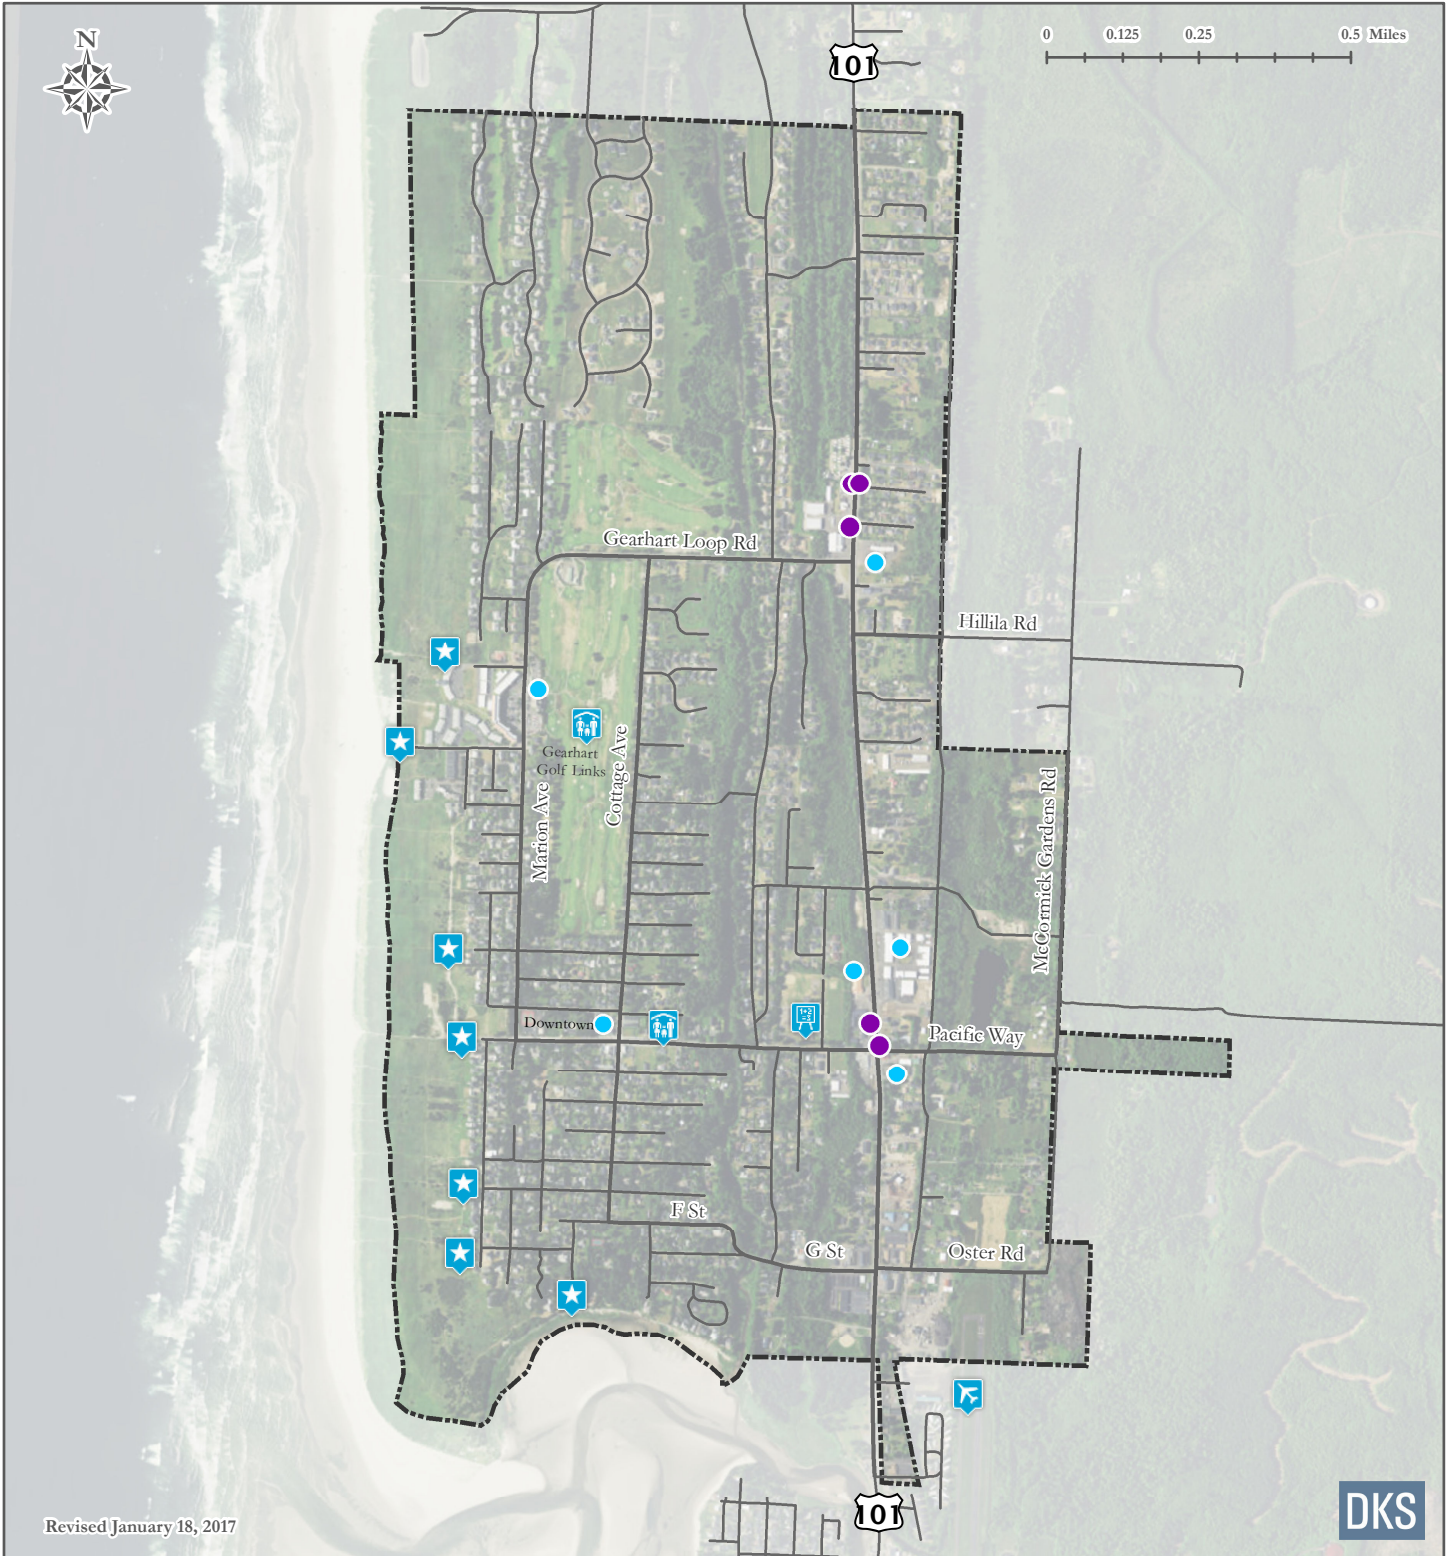 N
0 0.125 0.25 0.5 Miles
101
Gearhart Loop Rd
Hillila Rd
Gearhart
Golf Links
Cottage Ave
Marion Ave
McCormick Gardens Rd
Downtown
Pacific Way
F St
G St
Oster Rd
101
Revised January 18, 2017
DKS